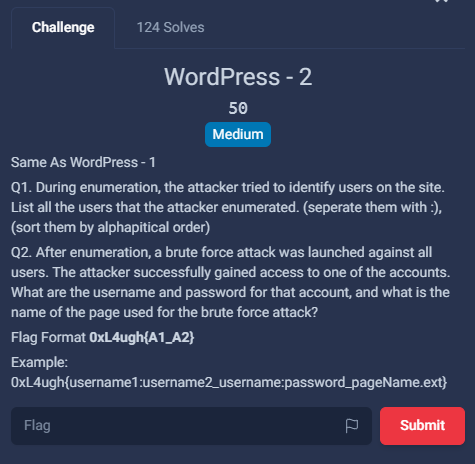 Challenge
124 Solves
WordPress - 2
50
Medium
Same As WordPress - 1
Q1. During enumeration, the attacker tried to identify users on the site.
List all the users that the attacker enumerated. (seperate them with :),
(sort them by alphapitical order)
Q2. After enumeration, a brute force attack was launched against all
users. The attacker successfully gained access to one of the accounts.
What are the username and password for that account, and what is the
name of the page used for the brute force attack?
Flag Format 0xL4ugh{A1_A2}
Example:
0xL4ugh{username1:username2_username:password_pageName.ext}
Flag
Submit